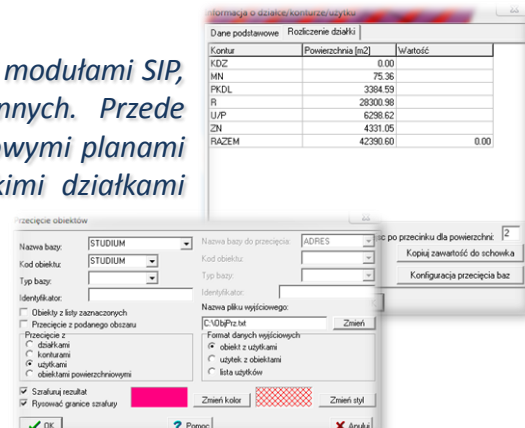 nformacja o działce/konturze/użytku
Dane podstawowe Rozliczenie działki
Kontur Powierzchnia [m2] Wartość
KDZ 0.00
MN 75.36
PKDL 3384.59
R 28300.98
U/P 6298.62
ZN 4331.05
RAZEM 42390.60 0.00
modułami SIP,
nnych. Przede
owymi planami
kimi działkami
sc po przecinku dla powierzchni: 2
Kopiuj zawartość do schowka
Konfiguracja przecięcia baz
Przecięcie obiektów
Nazwa bazy: STUDIUM
Kod obiektu: STUDIUM
Typ bazy:
Identyfikator:
Obiekty z listy zaznaczonych
Przecięcie z podanego obszaru
Przecięcie z
działkami
konturami
użytkami
obiektami powierzchniowymi
Nazwa bazy do przecięcia: ADRES
Kod obiektu:
Typ bazy:
Identyfikator:
Nazwa pliku wyjściowego:
C:\ObjPrz.txt Zmień
Format danych wyjściowych
obiekt z użytkami
użytek z obiektami
lista użytków
Szrafuruj rezultat
Rysować granice szrafury
Zmień kolor Zmień styl
OK Pomoc Anuluj